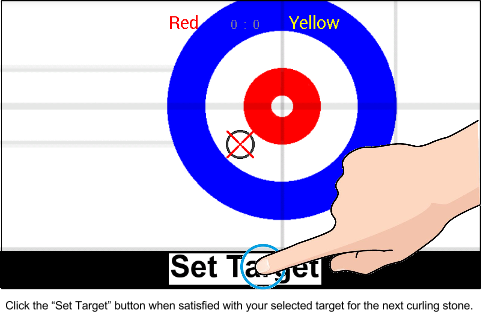 Red 0 : 0 Yellow
Set Target
Click the “Set Target” button when satisfied with your selected target for the next curling stone.